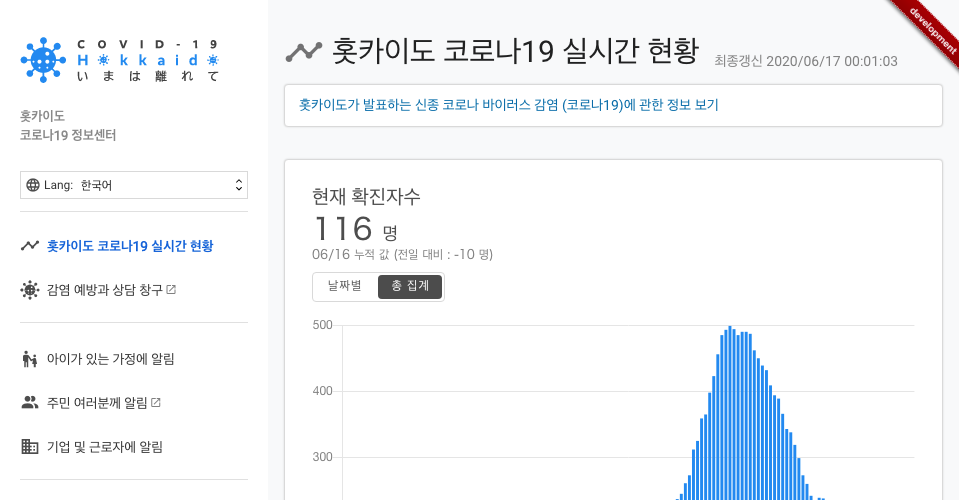 COVID-19
Hokkaido
いまは離れて
홋카이도
코로나19 정보센터
Lang: 한국어
홋카이도 코로나19 실시간 현황
감염 예방과 상담 창구
아이가 있는 가정에 알림
주민 여러분께 알림
기업 및 근로자에 알림
development
홋카이도 코로나19 실시간 현황 최종갱신 2020/06/17 00:01:03
홋카이도가 발표하는 신종 코로나 바이러스 감염 (코로나19)에 관한 정보 보기
현재 확진자수
116 명
06/16 누적 값 (전일 대비 : -10 명)
날짜별 총 집계
500
400
300